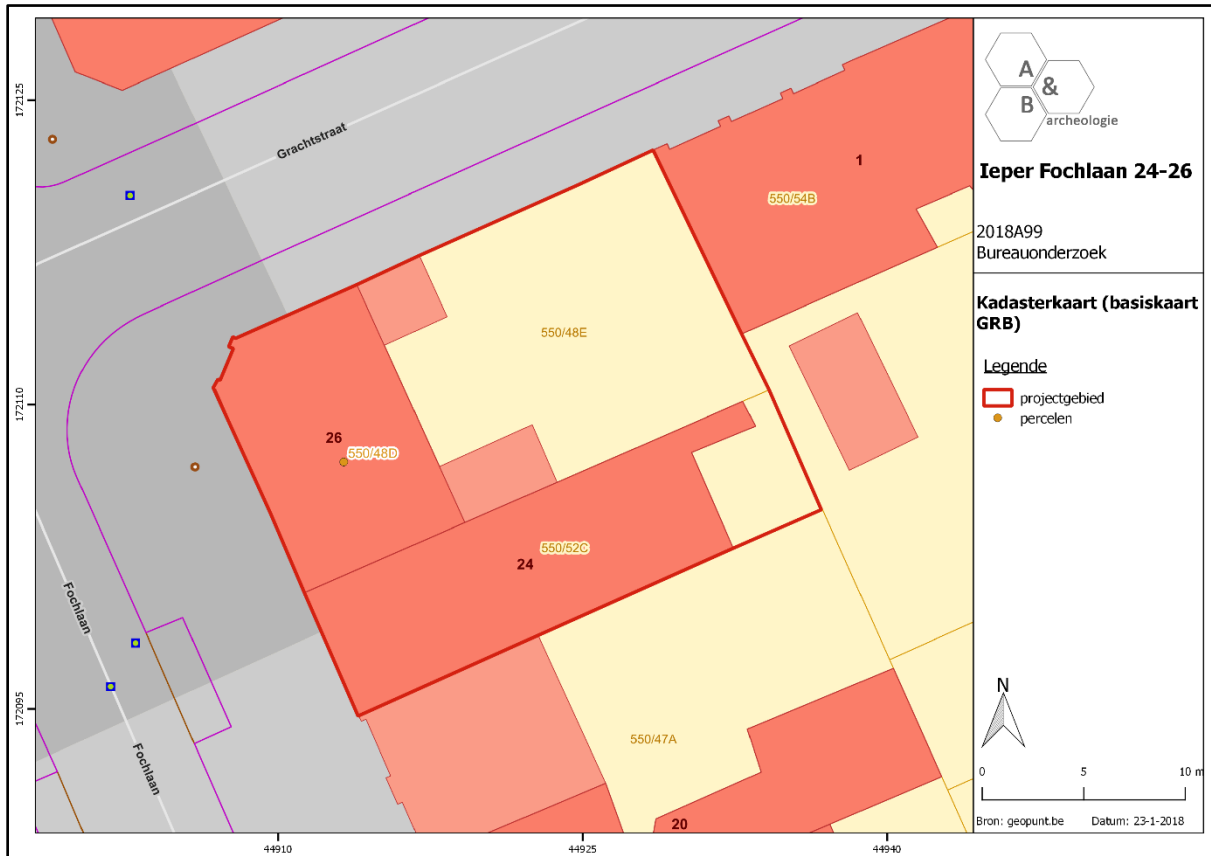 172125
172110
172095
44910
44925
44940
Grachtstraat
Fochlaan
Fochlaan
1
550/54B
550/48E
26
550/48D
550/52C
24
550/47A
20
A
&
B
archeologie
Ieper Fochlaan 24-26
2018A99
Bureauonderzoek
Kadasterkaart (basiskaart
GRB)
Legende
projectgebied
percelen
N
0 5 10 m
Bron: geopunt.be Datum: 23-1-2018